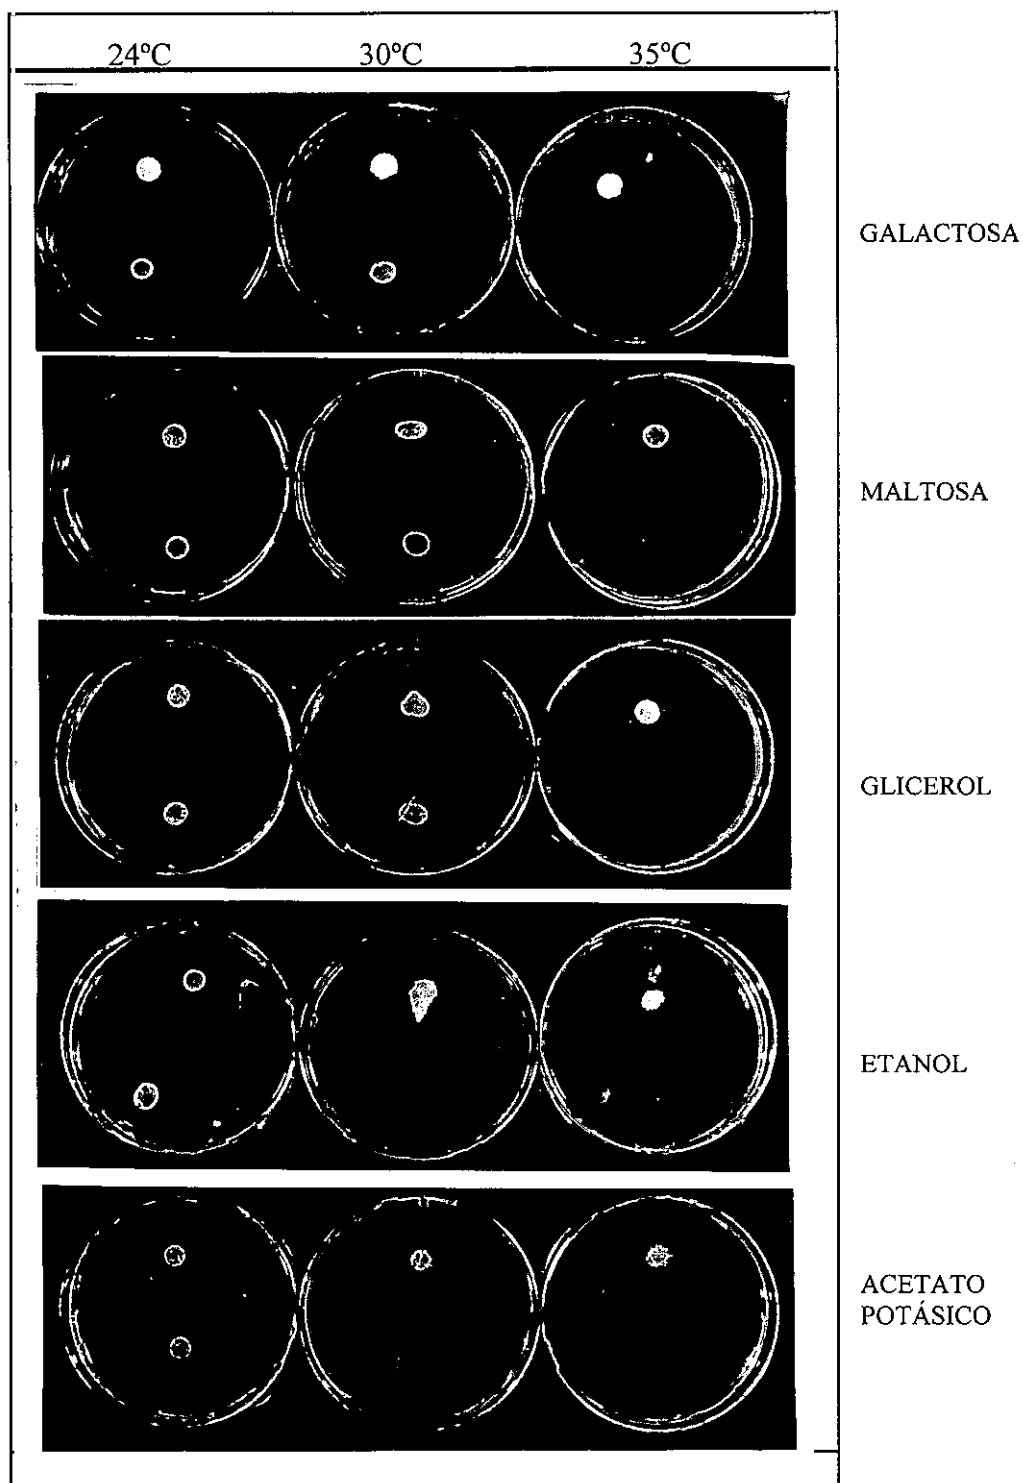 24ºC 30ºC 35ºC
GALACTOSA
MALTOSA
GLICEROL
ETANOL
ACETATO
POTÁSICO